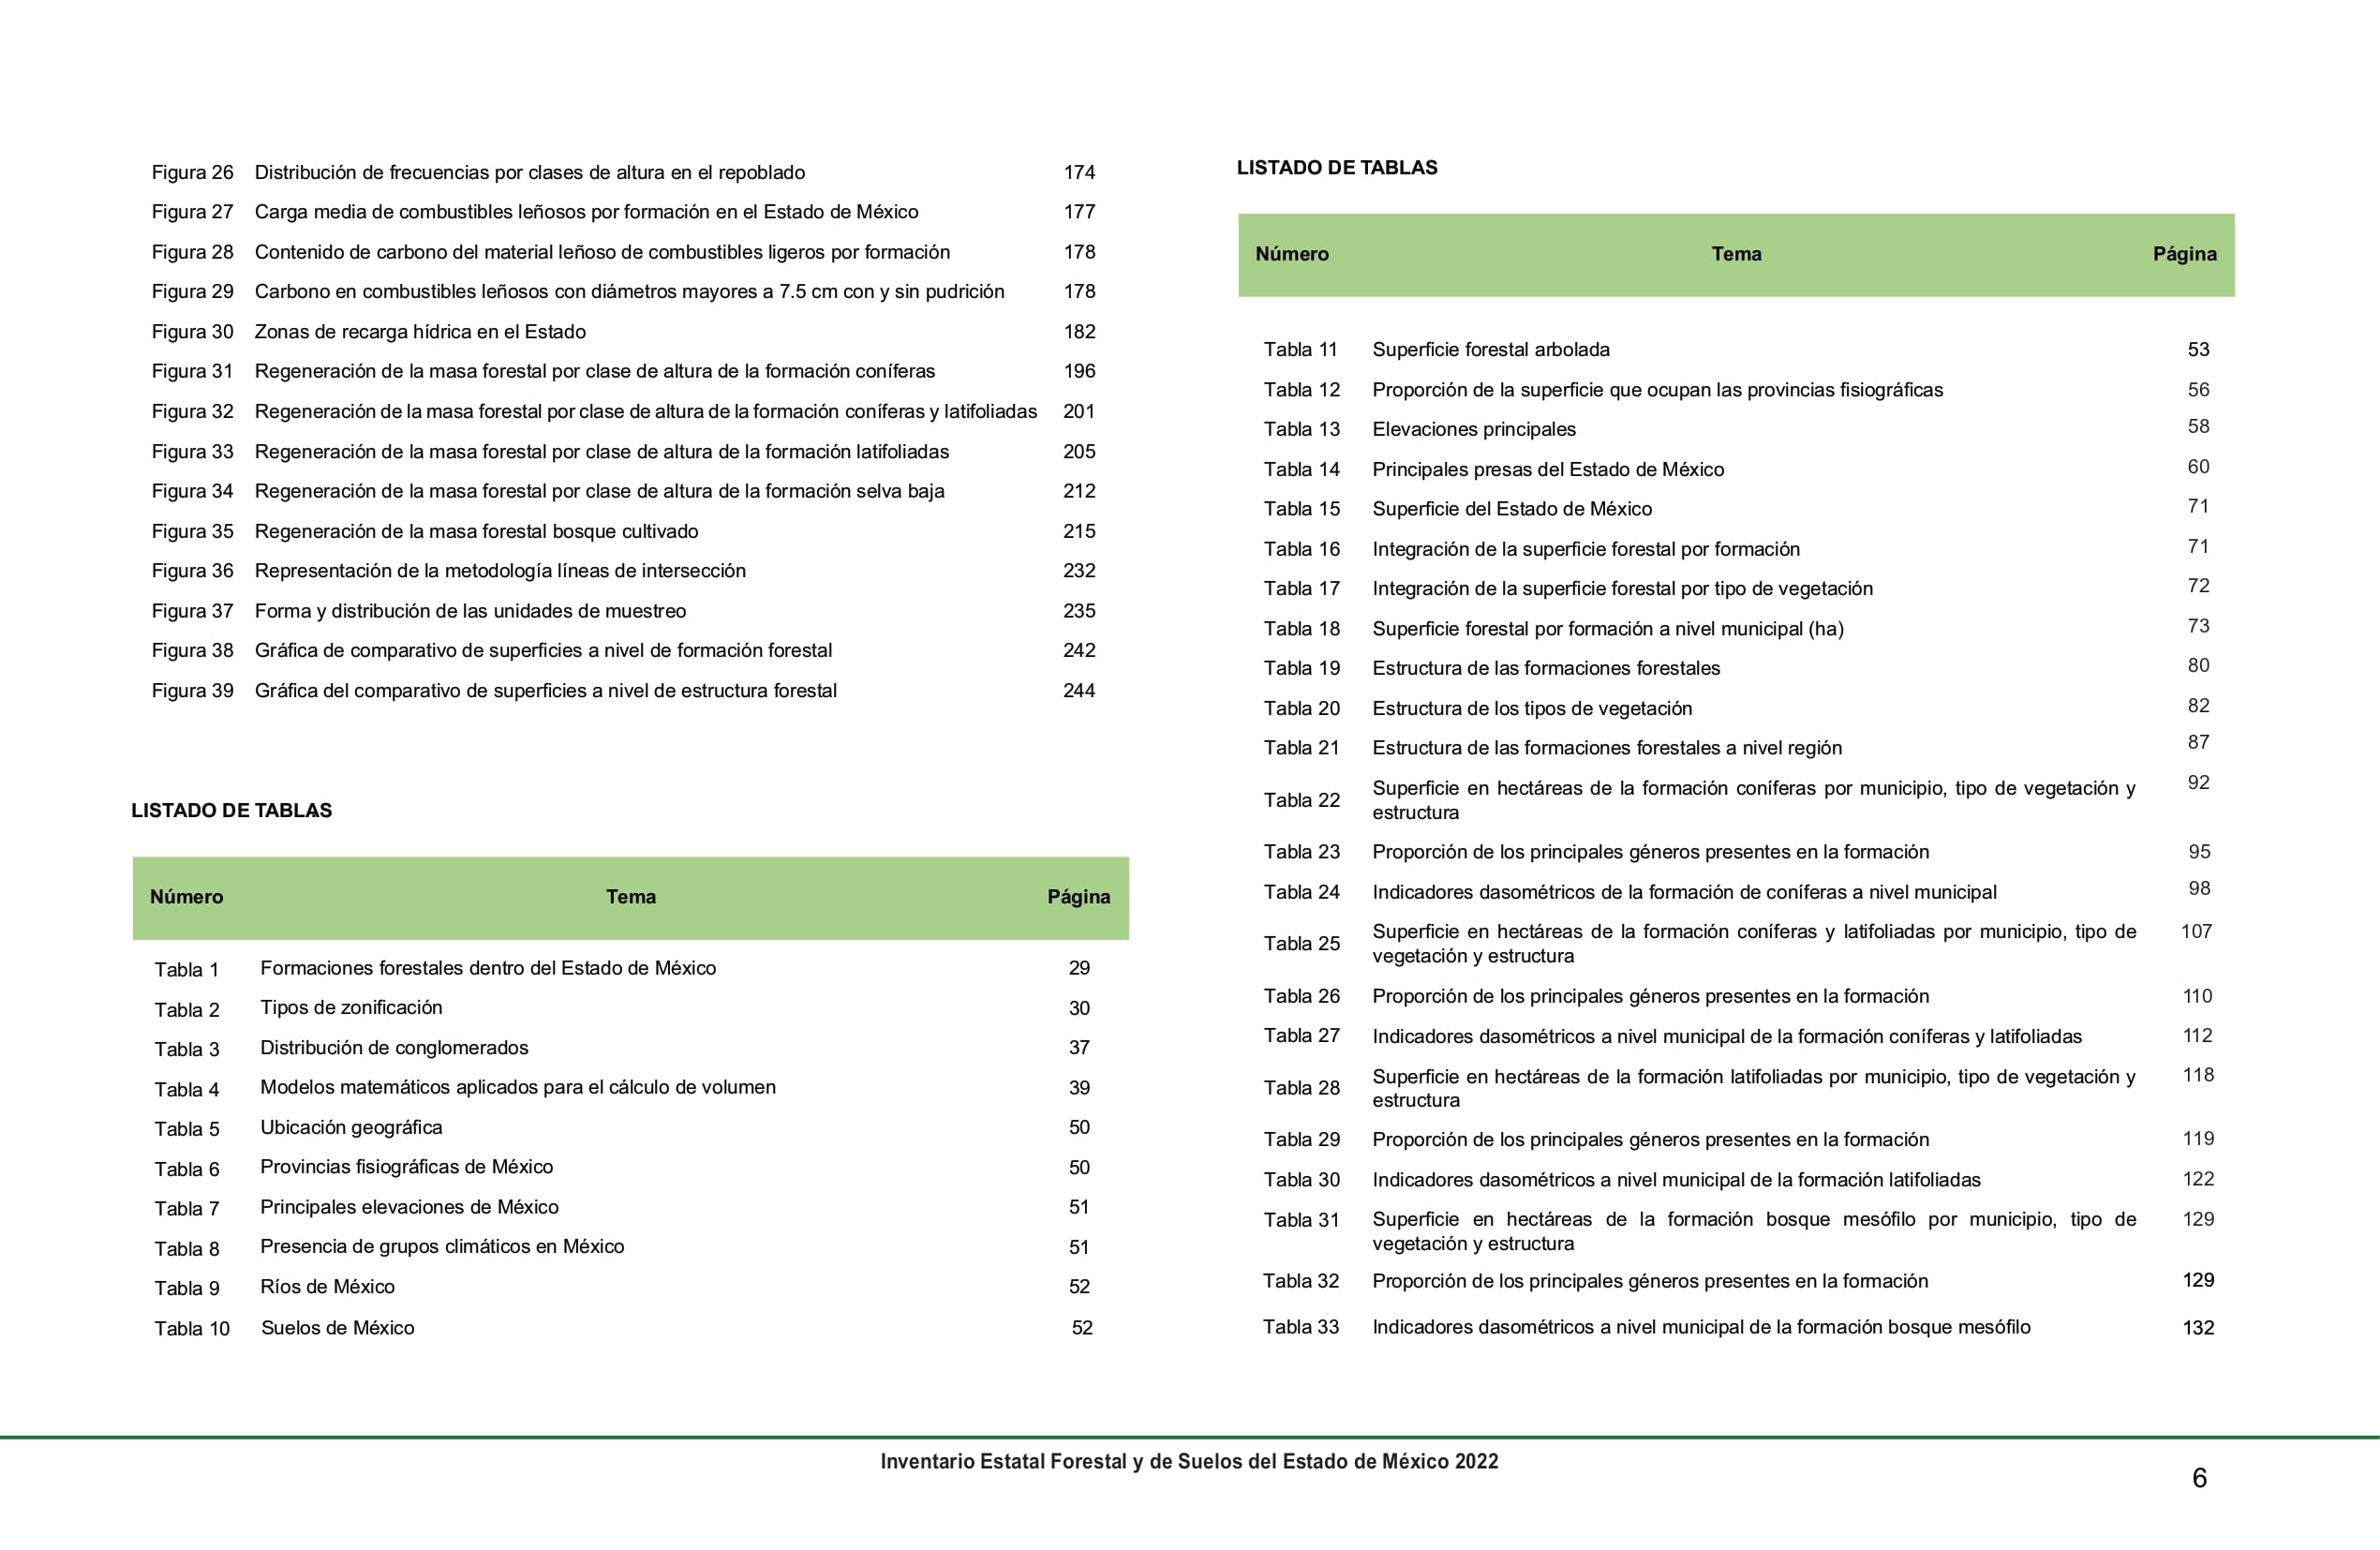 Figura 26 Distribución de frecuencias por clases de altura en el repoblado 174
Figura 27 Carga media de combustibles leñosos por formación en el Estado de México 177
Figura 28 Contenido de carbono del material leñoso de combustibles ligeros por formación 178
Figura 29 Carbono en combustibles leñosos con diámetros mayores a 7.5 cm con y sin pudrición 178
Figura 30 Zonas de recarga hídrica en el Estado 182
Figura 31 Regeneración de la masa forestal por clase de altura de la formación coníferas 196
Figura 32 Regeneración de la masa forestal por clase de altura de la formación coníferas y latifoliadas 201
Figura 33 Regeneración de la masa forestal por clase de altura de la formación latifoliadas 205
Figura 34 Regeneración de la masa forestal por clase de altura de la formación selva baja 212
Figura 35 Regeneración de la masa forestal bosque cultivado 215
Figura 36 Representación de la metodología líneas de intersección 232
Figura 37 Forma y distribución de las unidades de muestreo 235
Figura 38 Gráfica de comparativo de superficies a nivel de formación forestal 242
Figura 39 Gráfica del comparativo de superficies a nivel de estructura forestal 244
LISTADO DE TABLAS
Número Tema Página
Tabla 1 Formaciones forestales dentro del Estado de México 29
Tabla 2 Tipos de zonificación 30
Tabla 3 Distribución de conglomerados 37
Tabla 4 Modelos matemáticos aplicados para el cálculo de volumen 39
Tabla 5 Ubicación geográfica 50
Tabla 6 Provincias fisiográficas de México 50
Tabla 7 Principales elevaciones de México 51
Tabla 8 Presencia de grupos climáticos en México 51
Tabla 9 Ríos de México 52
Tabla 10 Suelos de México 52
LISTADO DE TABLAS
Número Tema Página
Tabla 11 Superficie forestal arbolada 53
Tabla 12 Proporción de la superficie que ocupan las provincias fisiográficas 56
Tabla 13 Elevaciones principales 58
Tabla 14 Principales presas del Estado de México 60
Tabla 15 Superficie del Estado de México 71
Tabla 16 Integración de la superficie forestal por formación 71
Tabla 17 Integración de la superficie forestal por tipo de vegetación 72
Tabla 18 Superficie forestal por formación a nivel municipal (ha) 73
Tabla 19 Estructura de las formaciones forestales 80
Tabla 20 Estructura de los tipos de vegetación 82
Tabla 21 Estructura de las formaciones forestales a nivel región 87
Tabla 22 Superficie en hectáreas de la formación coníferas por municipio, tipo de vegetación y 92
estructura
Tabla 23 Proporción de los principales géneros presentes en la formación 95
Tabla 24 Indicadores dasométricos de la formación de coníferas a nivel municipal 98
Tabla 25 Superficie en hectáreas de la formación coníferas y latifoliadas por municipio, tipo de 107
vegetación y estructura
Tabla 26 Proporción de los principales géneros presentes en la formación 110
Tabla 27 Indicadores dasométricos a nivel municipal de la formación coníferas y latifoliadas 112
Tabla 28 Superficie en hectáreas de la formación latifoliadas por municipio, tipo de vegetación y 118
estructura
Tabla 29 Proporción de los principales géneros presentes en la formación 119
Tabla 30 Indicadores dasométricos a nivel municipal de la formación latifoliadas 122
Tabla 31 Superficie en hectáreas de la formación bosque mesófilo por municipio, tipo de 129
vegetación y estructura
Tabla 32 Proporción de los principales géneros presentes en la formación 129
Tabla 33 Indicadores dasométricos a nivel municipal de la formación bosque mesófilo 132
Inventario Estatal Forestal y de Suelos del Estado de México 2022
6